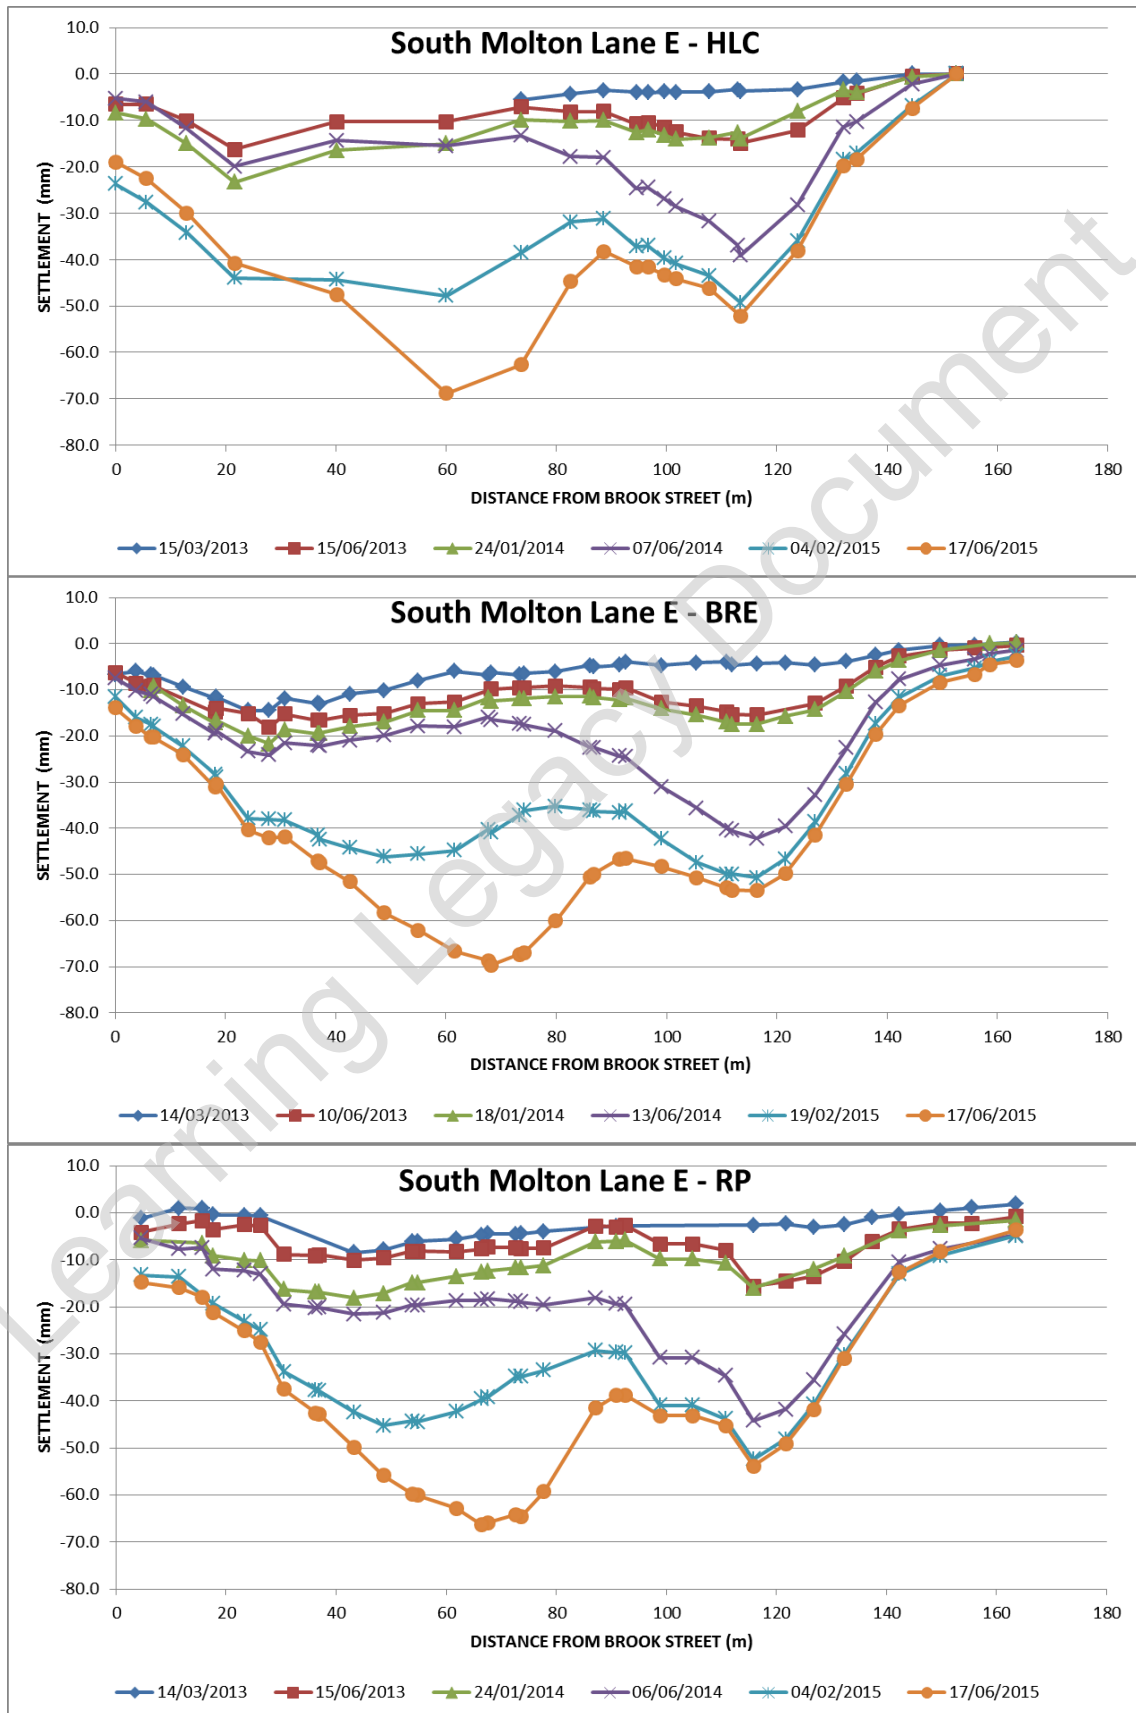 South Molton Lane E - HLC
10.0
0.0
-10.0
-20.0
-30.0
-40.0
-50.0
-60.0
-70.0
-80.0
SETTLEMENT (mm)
0 20 40 60 80 100 120 140 160 180
DISTANCE FROM BROOK STREET (m)
15/03/2013 15/06/2013 24/01/2014 07/06/2014 04/02/2015 17/06/2015
South Molton Lane E - BRE
10.0
0.0
-10.0
-20.0
-30.0
-40.0
-50.0
-60.0
-70.0
-80.0
SETTLEMENT (mm)
0 20 40 60 80 100 120 140 160 180
DISTANCE FROM BROOK STREET (m)
14/03/2013 10/06/2013 18/01/2014 13/06/2014 19/02/2015 17/06/2015
South Molton Lane E - RP
10.0
0.0
-10.0
-20.0
-30.0
-40.0
-50.0
-60.0
-70.0
-80.0
SETTLEMENT (mm)
0 20 40 60 80 100 120 140 160 180
DISTANCE FROM BROOK STREET (m)
14/03/2013 15/06/2013 24/01/2014 06/06/2014 04/02/2015 17/06/2015
Learning Legacy Document